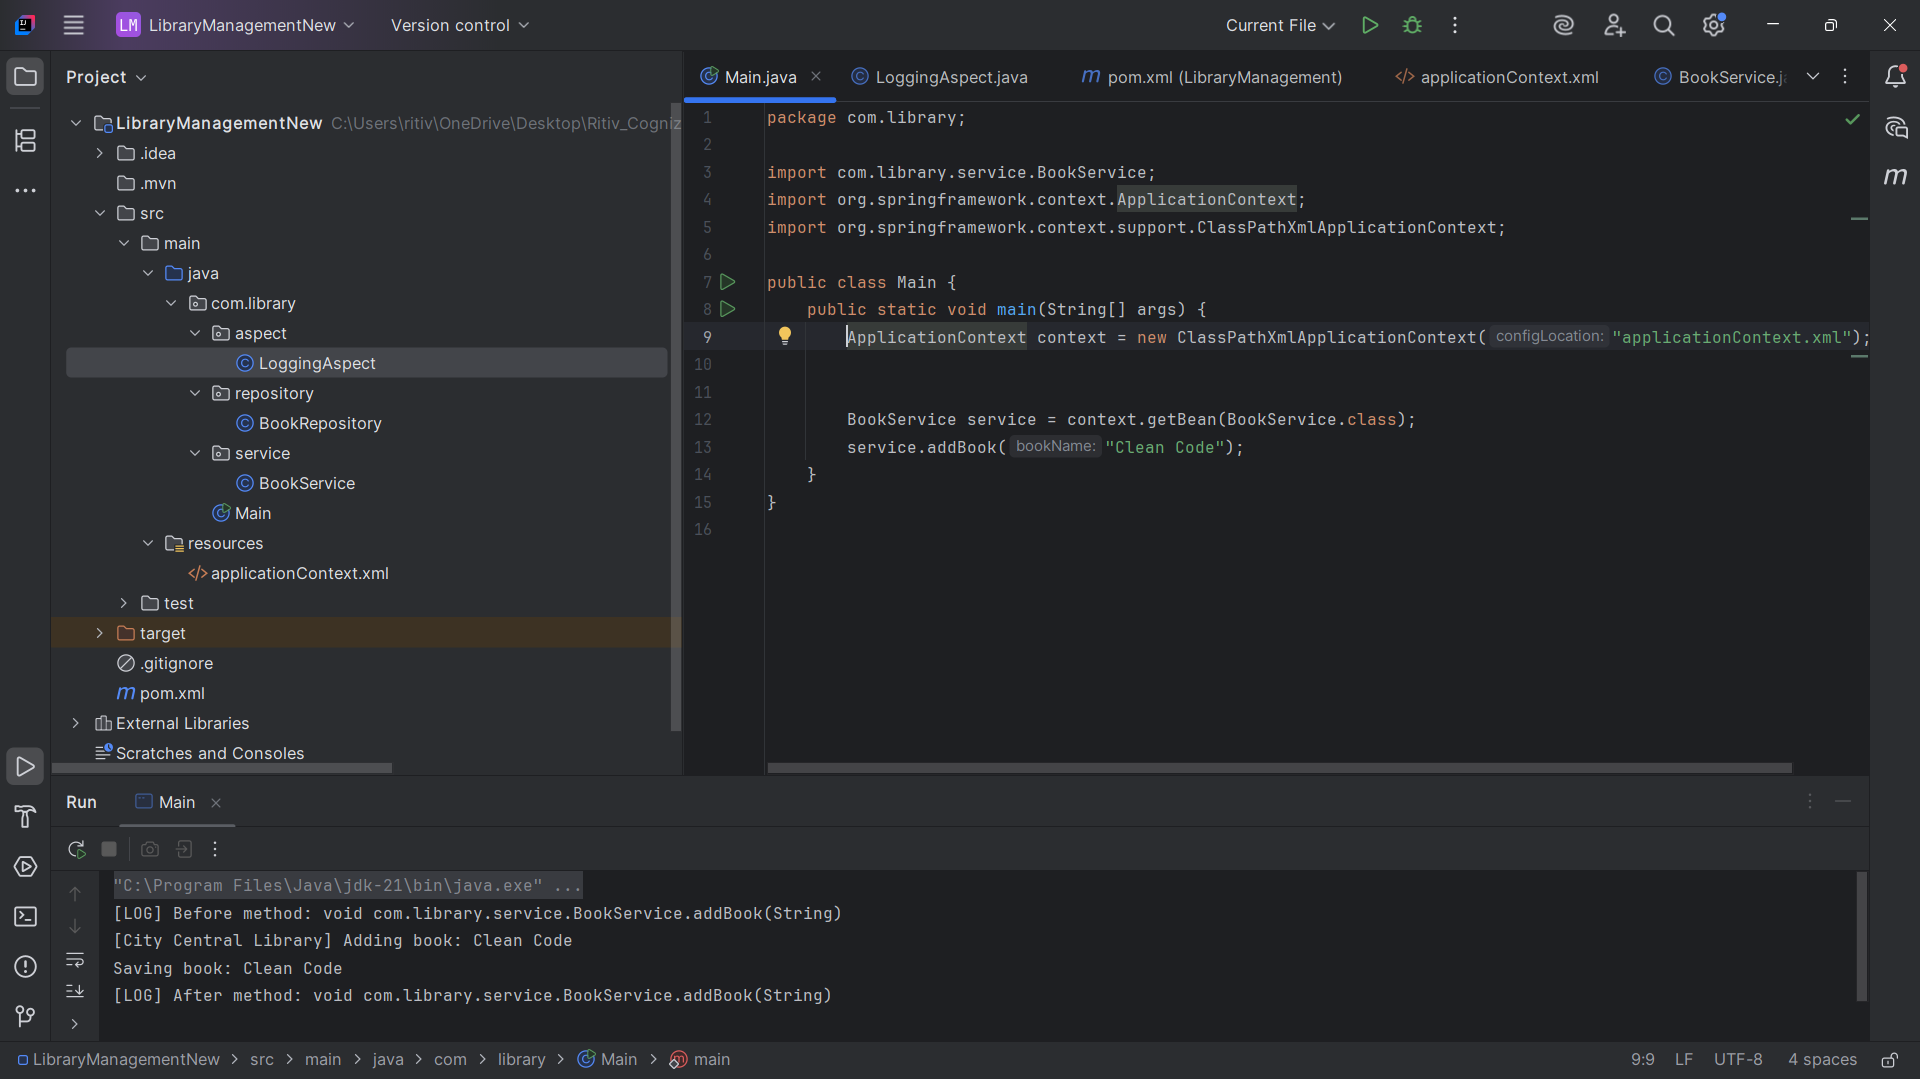 LM LibraryManagementNew Version control Current File
Project
LibraryManagementNew C:\Users\ritiv\OneDrive\Desktop\Ritiv_Cogniz
.idea
.mvn
src
main
java
com.library
aspect
LoggingAspect
repository
BookRepository
service
BookService
Main
resources
applicationContext.xml
test
target
.gitignore
pom.xml
External Libraries
Scratches and Consoles
Main.java LoggingAspect.java pom.xml (LibraryManagement) applicationContext.xml BookService.ja
1 package com.library;
2
3 import com.library.service.BookService;
4 import org.springframework.context.ApplicationContext;
5 import org.springframework.context.support.ClassPathXmlApplicationContext;
6
7 public class Main {
8 public static void main(String[] args) {
9 ApplicationContext context = new ClassPathXmlApplicationContext( configLocation: "applicationContext.xml");
10
11
12 BookService service = context.getBean(BookService.class);
13 service.addBook( bookName: "Clean Code");
14 }
15 }
16
Run Main
"C:\Program Files\Java\jdk-21\bin\java.exe" ...
[LOG] Before method: void com.library.service.BookService.addBook(String)
[City Central Library] Adding book: Clean Code
Saving book: Clean Code
[LOG] After method: void com.library.service.BookService.addBook(String)
LibraryManagementNew > src > main > java > com > library > Main > main 9:9 LF UTF-8 4 spaces